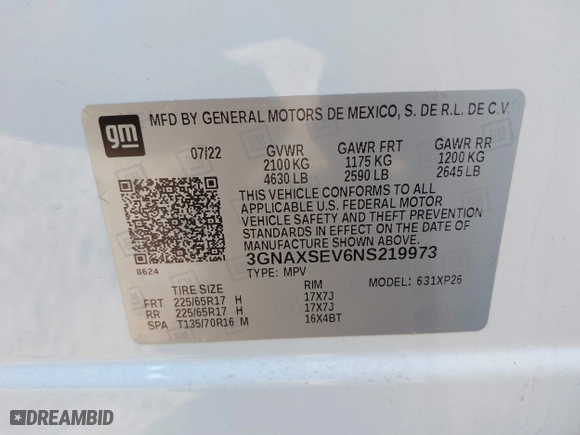 gm MFD BY GENERAL MOTORS DE MEXICO, S. DE R.L. DE C.V.
07/22 GVWR GAWR FRT GAWR RR
2100 KG 1175 KG 1200 KG
4630 LB 2590 LB 2645 LB
THIS VEHICLE CONFORMS TO ALL
APPLICABLE U.S. FEDERAL MOTOR
VEHICLE SAFETY AND THEFT PREVENTION
STANDARDS IN EFFECT ON THE DATE
OF MANUFACTURE SHOWN ABOVE.
3GNAXSEV6NS219973
8624 TYPE: MPV MODEL: 631XP26
TIRE SIZE RIM
FRT 225/65R17 H 17X7J
RR 225/65R17 H 17X7J
SPA T135/70R16 M 16X4BT
DREAMBID